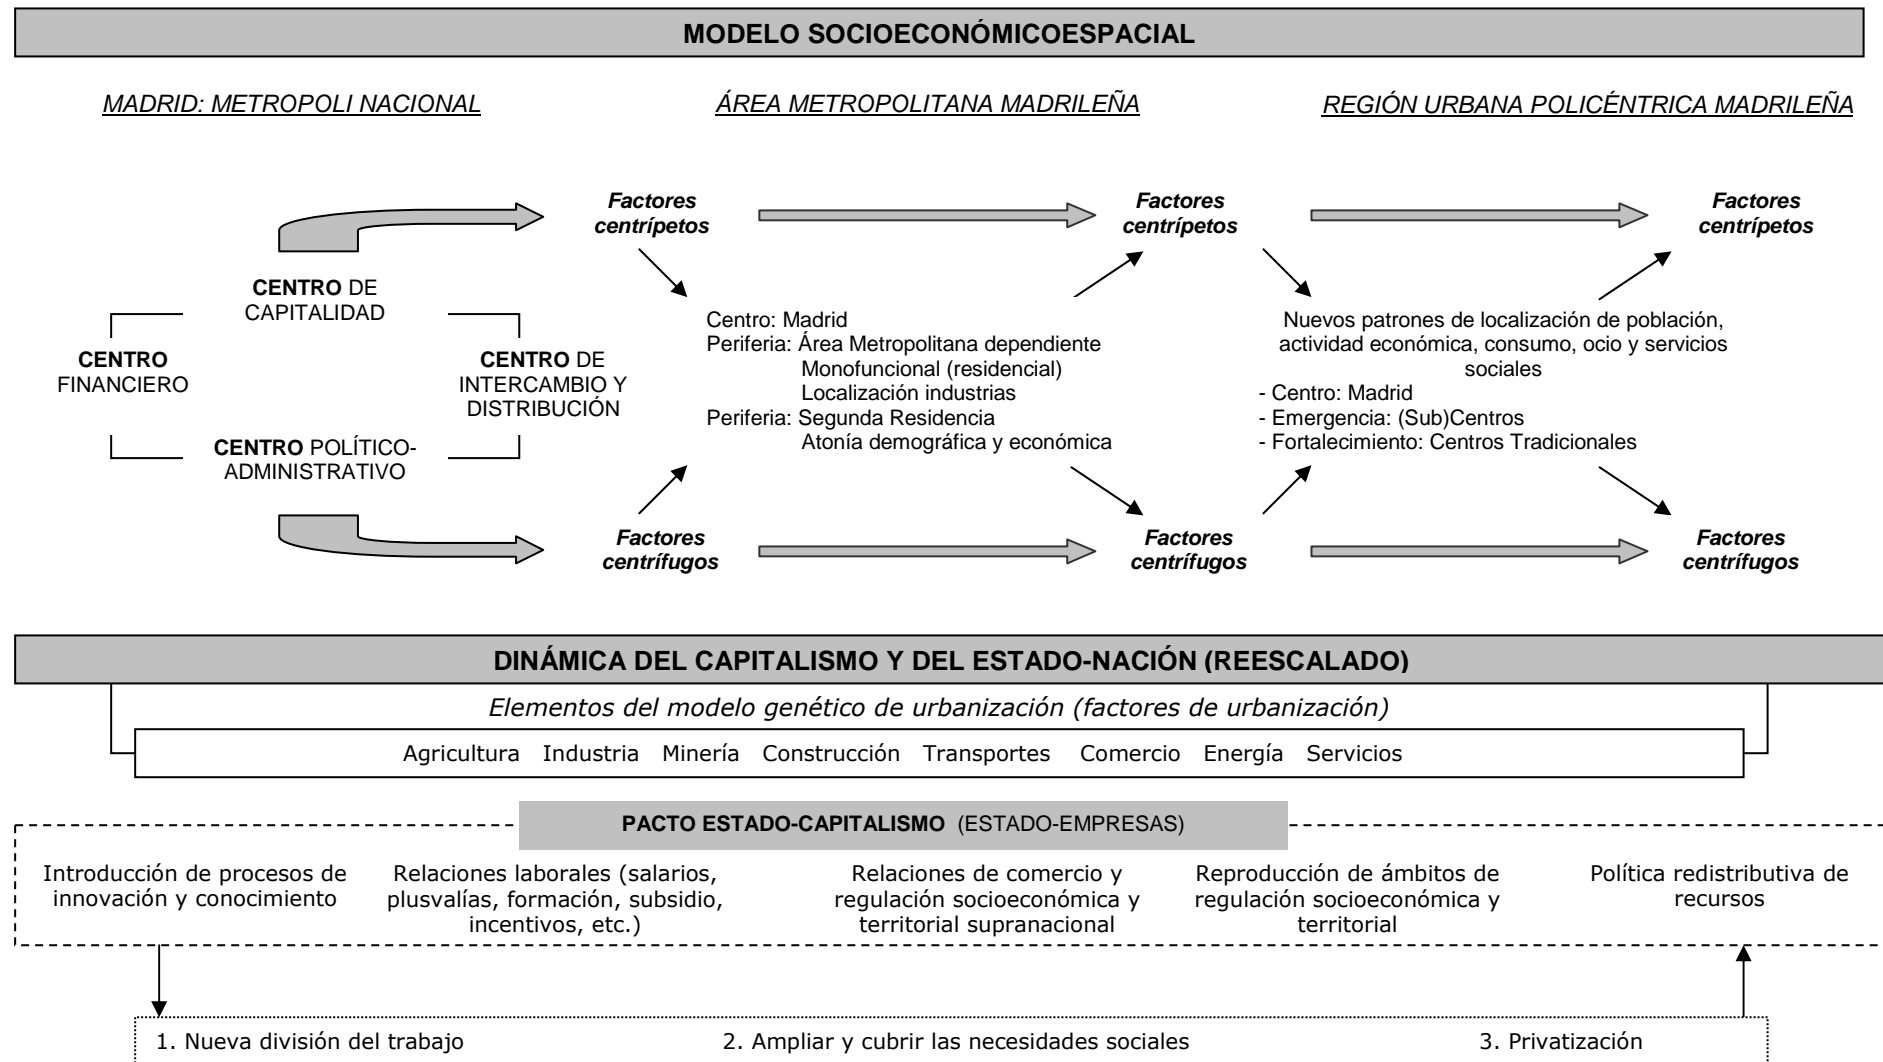 MODELO SOCIOECONÓMICOESPACIAL
MADRID: METROPOLI NACIONAL
ÁREA METROPOLITANA MADRILEÑA
REGIÓN URBANA POLICÉNTRICA MADRILEÑA
Factores
centrípetos
Factores
centrípetos
Factores
centrípetos
CENTRO DE
CAPITALIDAD
CENTRO
FINANCIERO
CENTRO DE
INTERCAMBIO Y
DISTRIBUCIÓN
CENTRO POLÍTICO-
ADMINISTRATIVO
Centro: Madrid
Periferia: Área Metropolitana dependiente
Monofuncional (residencial)
Localización industrias
Periferia: Segunda Residencia
Atonía demográfica y económica
Nuevos patrones de localización de población,
actividad económica, consumo, ocio y servicios
sociales
- Centro: Madrid
- Emergencia: (Sub)Centros
- Fortalecimiento: Centros Tradicionales
Factores
centrífugos
Factores
centrífugos
Factores
centrífugos
DINÁMICA DEL CAPITALISMO Y DEL ESTADO-NACIÓN (REESCALADO)
Elementos del modelo genético de urbanización (factores de urbanización)
Agricultura Industria Minería Construcción Transportes Comercio Energía Servicios
PACTO ESTADO-CAPITALISMO (ESTADO-EMPRESAS)
Introducción de procesos de
innovación y conocimiento
Relaciones laborales (salarios,
plusvalías, formación, subsidio,
incentivos, etc.)
Relaciones de comercio y
regulación socioeconómica y
territorial supranacional
Reproducción de ámbitos de
regulación socioeconómica y
territorial
Política redistributiva de
recursos
1. Nueva división del trabajo
2. Ampliar y cubrir las necesidades sociales
3. Privatización